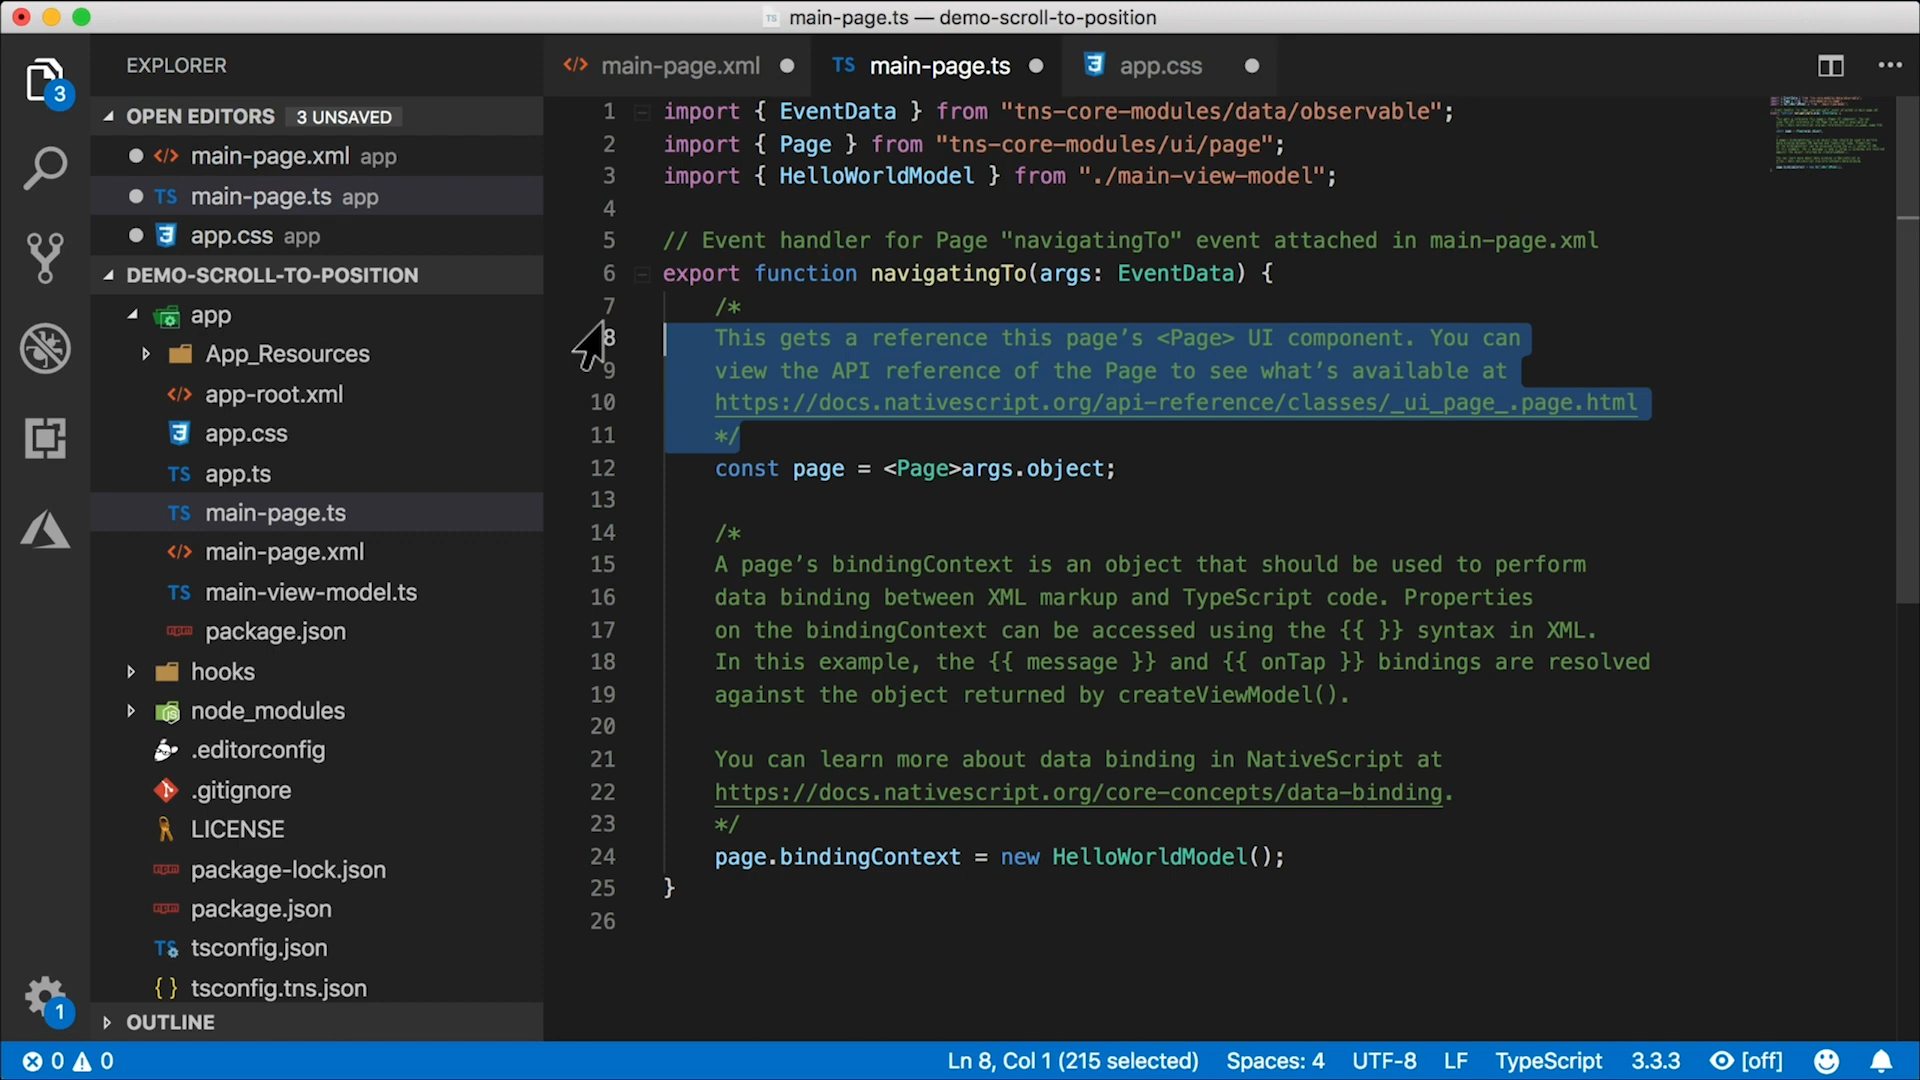 TS main-page.ts — demo-scroll-to-position
EXPLORER
3
OPEN EDITORS 3 UNSAVED
</> main-page.xml app
TS main-page.ts app
app.css app
DEMO-SCROLL-TO-POSITION
app
App_Resources
</> app-root.xml
app.css
TS app.ts
TS main-page.ts
</> main-page.xml
TS main-view-model.ts
npm package.json
hooks
node_modules
.editorconfig
.gitignore
LICENSE
npm package-lock.json
npm package.json
TS tsconfig.json
{ } tsconfig.tns.json
OUTLINE
1
</> main-page.xml
TS main-page.ts
app.css
1 import { EventData } from "tns-core-modules/data/observable";
2 import { Page } from "tns-core-modules/ui/page";
3 import { HelloWorldModel } from "./main-view-model";
4
5 // Event handler for Page "navigatingTo" event attached in main-page.xml
6 export function navigatingTo(args: EventData) {
7 /*
8 This gets a reference this page’s <Page> UI component. You can
9 view the API reference of the Page to see what’s available at
10 https://docs.nativescript.org/api-reference/classes/_ui_page_.page.html
11 */
12 const page = <Page>args.object;
13
14 /*
15 A page’s bindingContext is an object that should be used to perform
16 data binding between XML markup and TypeScript code. Properties
17 on the bindingContext can be accessed using the {{ }} syntax in XML.
18 In this example, the {{ message }} and {{ onTap }} bindings are resolved
19 against the object returned by createViewModel().
20
21 You can learn more about data binding in NativeScript at
22 https://docs.nativescript.org/core-concepts/data-binding.
23 */
24 page.bindingContext = new HelloWorldModel();
25 }
26
0 0
Ln 8, Col 1 (215 selected) Spaces: 4 UTF-8 LF TypeScript 3.3.3 [off]